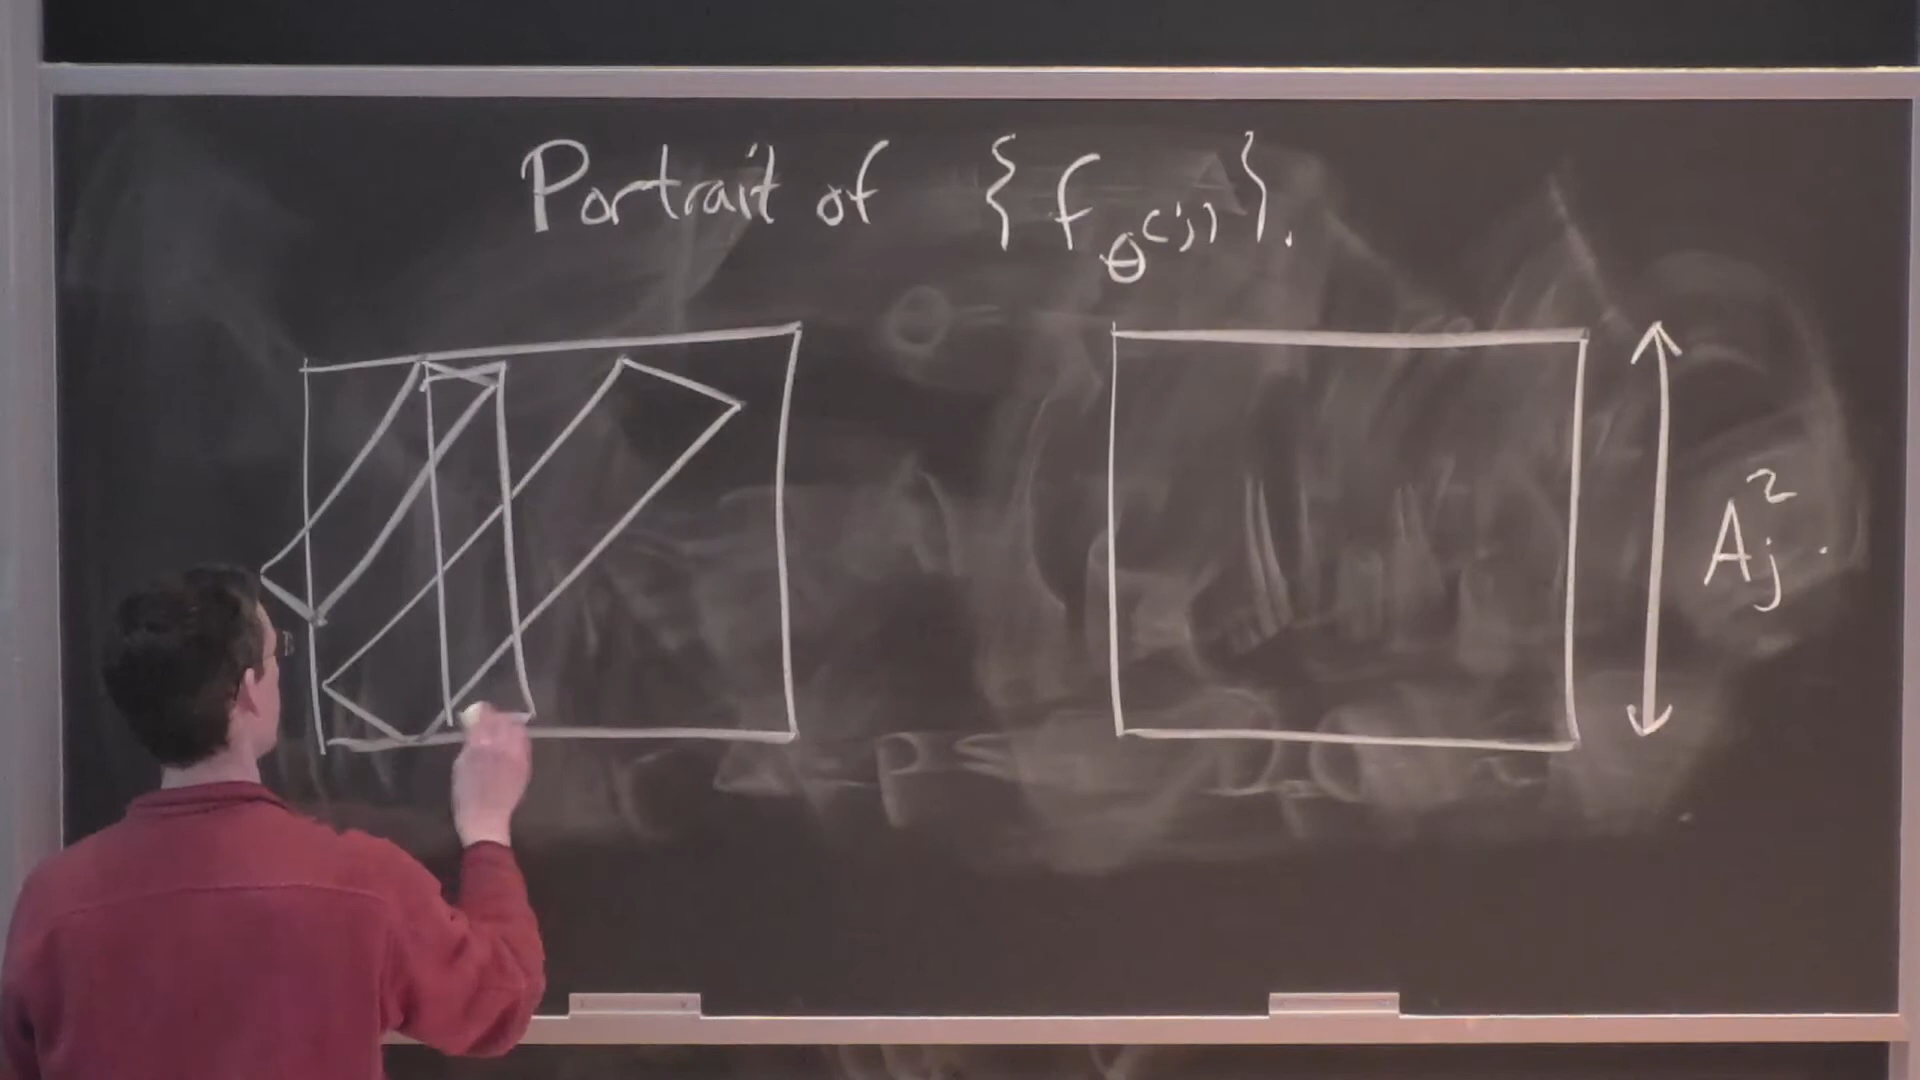 Portrait of { f_θ(j) }.
A_j^2.